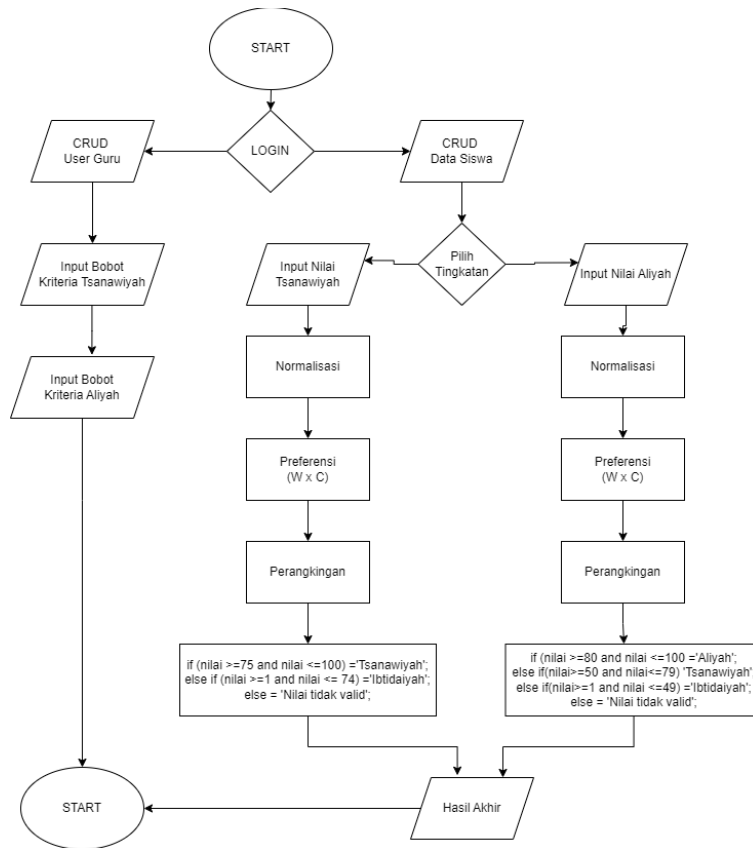 START
CRUD
User Guru
LOGIN
CRUD
Data Siswa
Input Bobot
Kriteria Tsanawiyah
Input Nilai
Tsanawiyah
Pilih
Tingkatan
Input Nilai Aliyah
Input Bobot
Kriteria Aliyah
Normalisasi
Normalisasi
Preferensi
(W x C)
Preferensi
(W x C)
Perangkingan
Perangkingan
if (nilai >=75 and nilai <=100) ='Tsanawiyah';
else if (nilai >=1 and nilai <= 74) ='Ibtidaiyah';
else = 'Nilai tidak valid';
if (nilai >=80 and nilai <=100 ='Aliyah';
else if(nilai>=50 and nilai<=79) 'Tsanawiyah';
else if(nilai>=1 and nilai <=49) ='Ibtidaiyah';
else = 'Nilai tidak valid';
START
Hasil Akhir